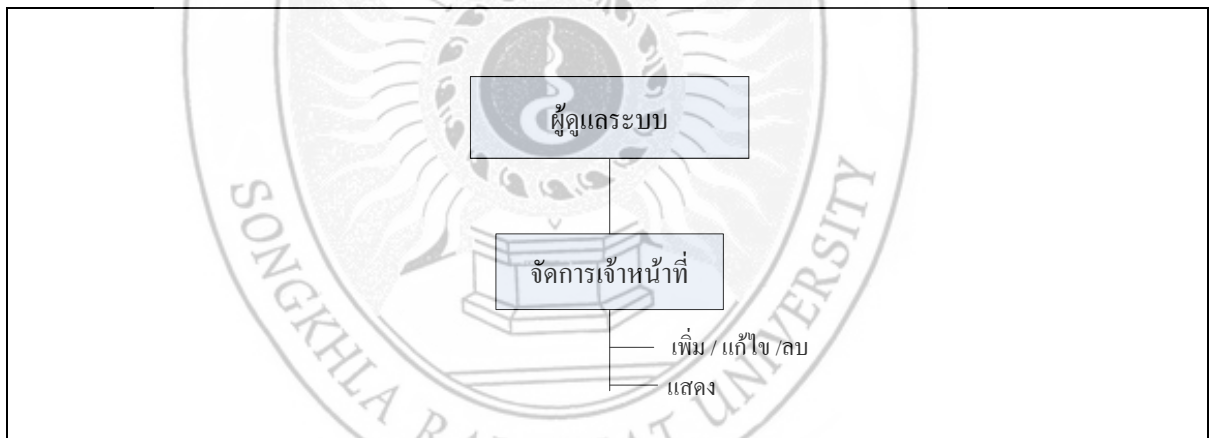 ผู้ดูแลระบบ
จัดการเจ้าหน้าที่
เพิ่ม / แก้ไข /ลบ
แสดง
SONGKHLA RAJABHAT UNIVERSITY